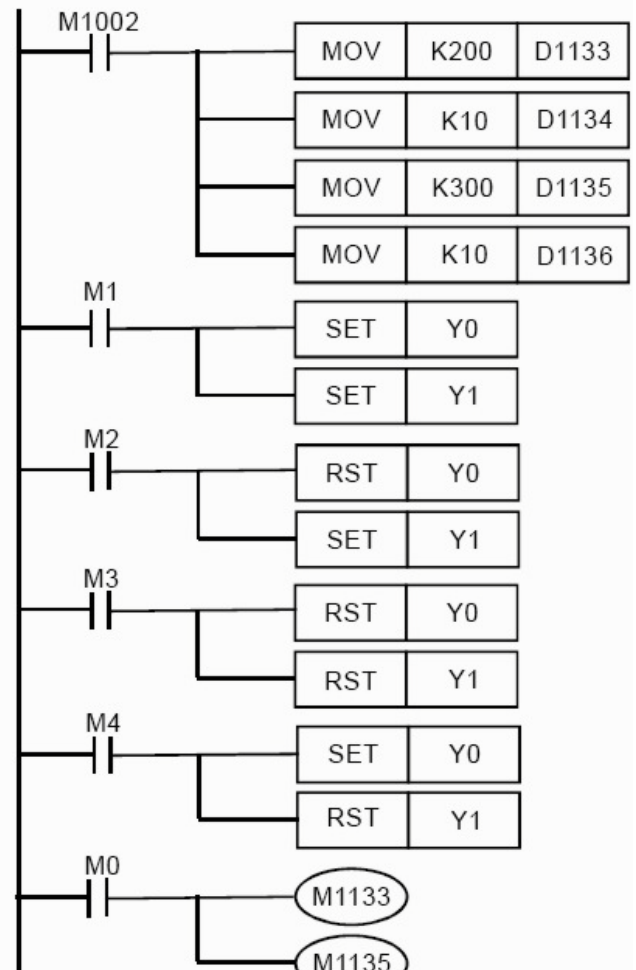 M1002
MOV K200 D1133
MOV K10 D1134
MOV K300 D1135
MOV K10 D1136
M1
SET Y0
SET Y1
M2
RST Y0
SET Y1
M3
RST Y0
RST Y1
M4
SET Y0
RST Y1
M0
M1133
M1135